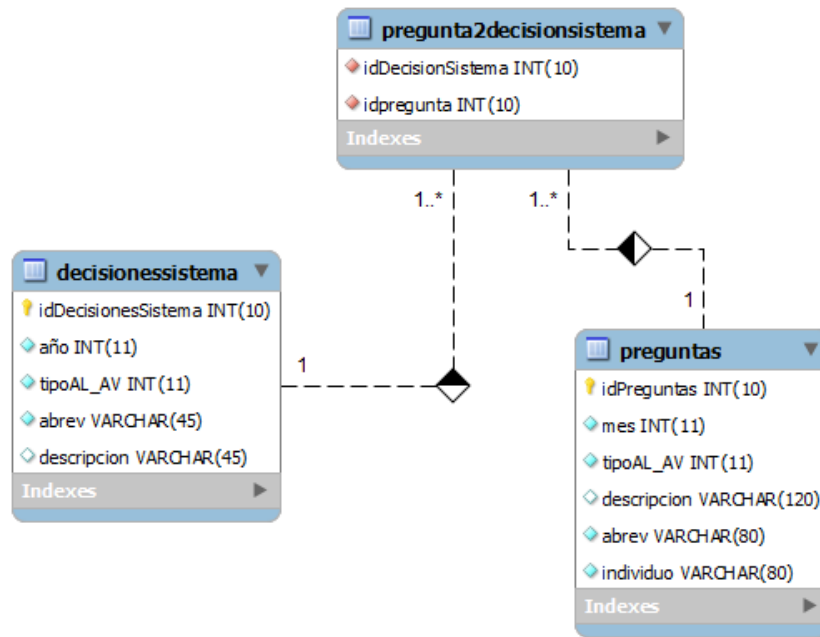 pregunta2decisionsistema
idDecisionSistema INT(10)
idpregunta INT(10)
Indexes
1..*
1..*
decisionessistema
idDecisionesSistema INT(10)
año INT(11)
tipoAL_AV INT(11)
abrev VARCHAR(45)
descripcion VARCHAR(45)
Indexes
1
1
preguntas
idPreguntas INT(10)
mes INT(11)
tipoAL_AV INT(11)
descripcion VARCHAR(120)
abrev VARCHAR(80)
individuo VARCHAR(80)
Indexes